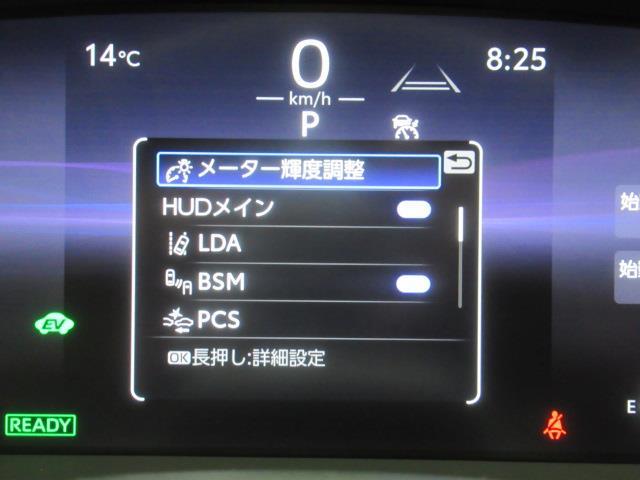 14℃
0
8:25
km/h
P
メーター輝度調整
HUDメイン
LDA
BSM
PCS
OK長押し:詳細設定
始
始動
EV
READY
E